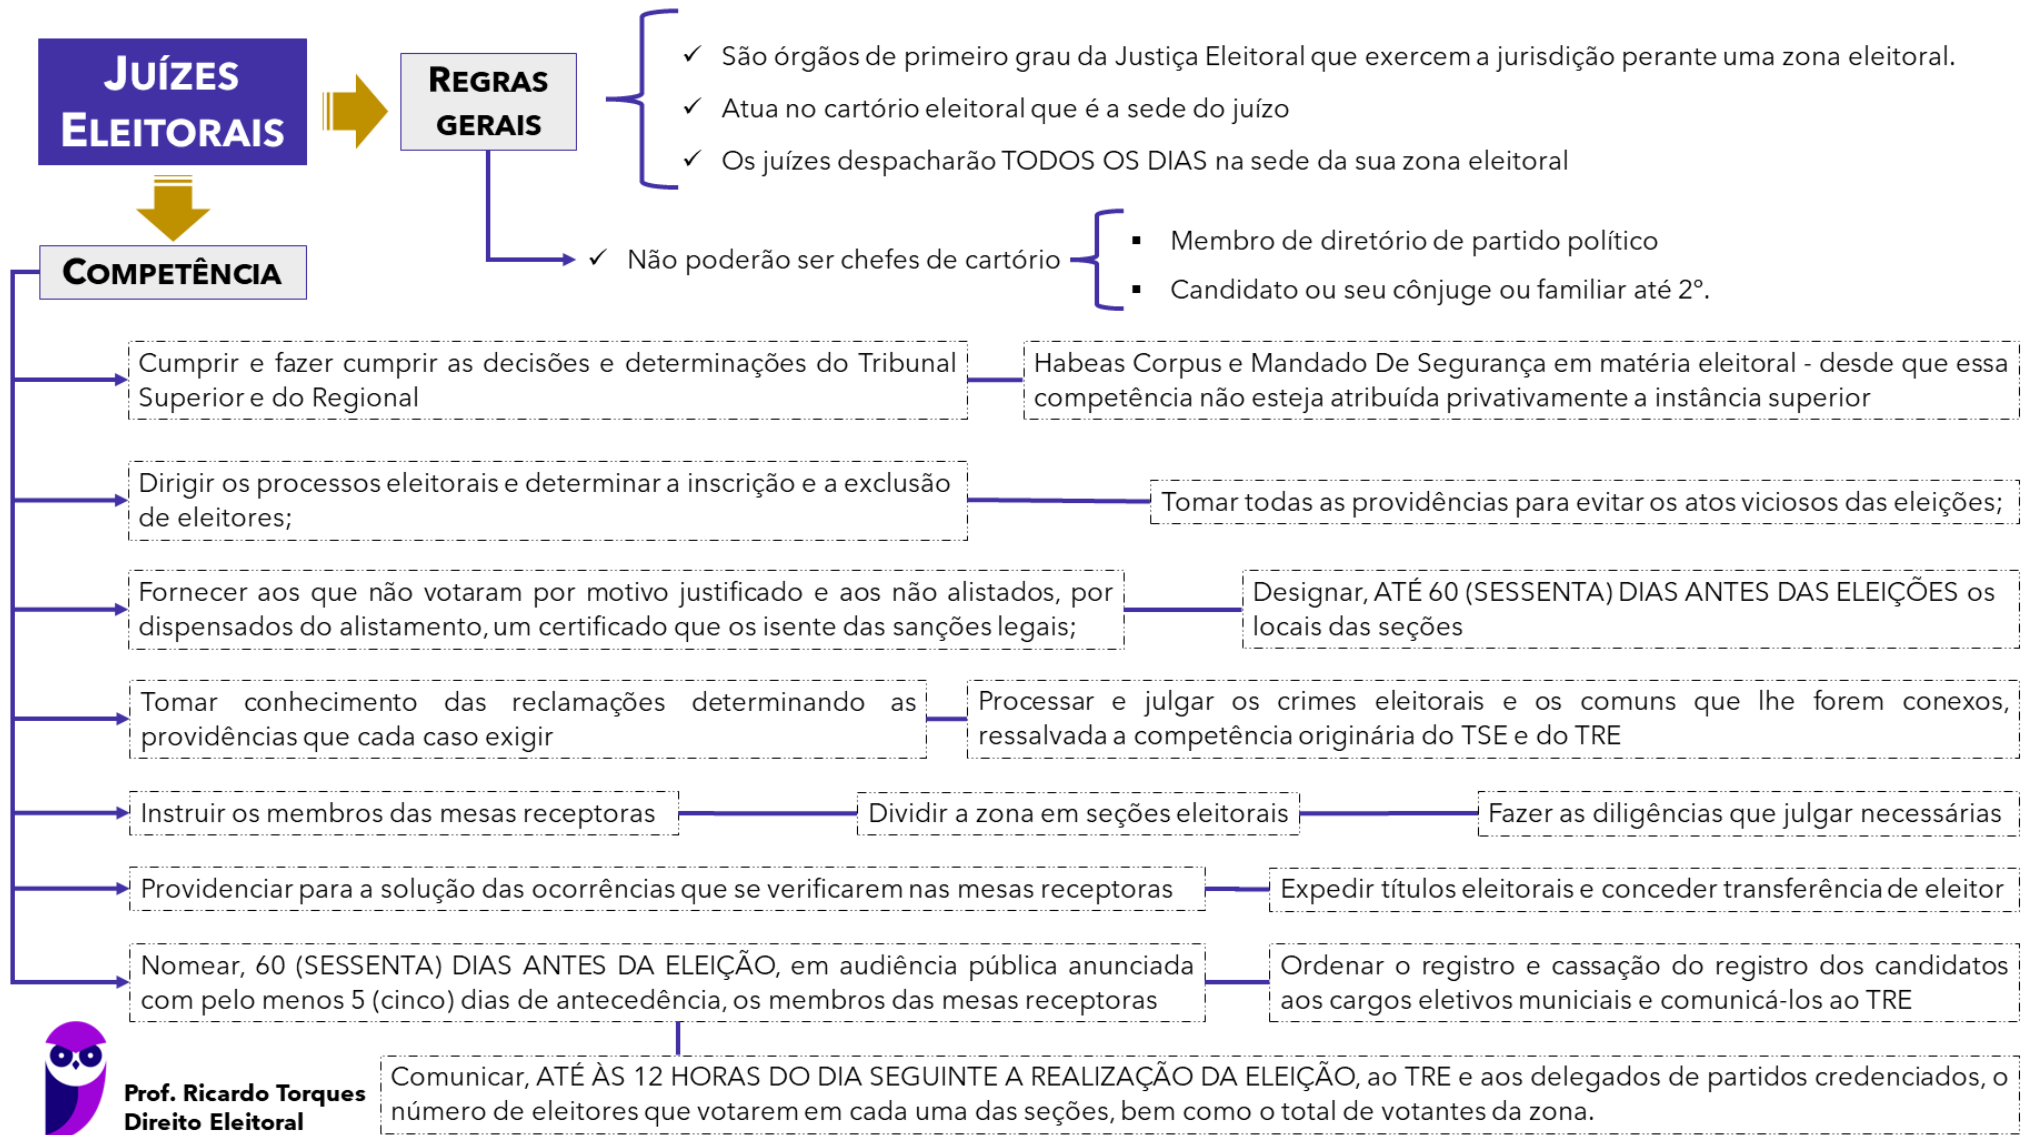 JUÍZES
ELEITORAIS
REGRAS
GERAIS
✓ São órgãos de primeiro grau da Justiça Eleitoral que exercem a jurisdição perante uma zona eleitoral.
✓ Atua no cartório eleitoral que é a sede do juízo
✓ Os juízes despacharão TODOS OS DIAS na sede da sua zona eleitoral
✓ Não poderão ser chefes de cartório
▪ Membro de diretório de partido político
▪ Candidato ou seu cônjuge ou familiar até 2º.
COMPETÊNCIA
Cumprir e fazer cumprir as decisões e determinações do Tribunal
Superior e do Regional
Habeas Corpus e Mandado De Segurança em matéria eleitoral - desde que essa
competência não esteja atribuída privativamente a instância superior
Dirigir os processos eleitorais e determinar a inscrição e a exclusão
de eleitores;
Tomar todas as providências para evitar os atos viciosos das eleições;
Fornecer aos que não votaram por motivo justificado e aos não alistados, por
dispensados do alistamento, um certificado que os isente das sanções legais;
Designar, ATÉ 60 (SESSENTA) DIAS ANTES DAS ELEIÇÕES os
locais das seções
Tomar conhecimento das reclamações determinando as
providências que cada caso exigir
Processar e julgar os crimes eleitorais e os comuns que lhe forem conexos,
ressalvada a competência originária do TSE e do TRE
Instruir os membros das mesas receptoras
Dividir a zona em seções eleitorais
Fazer as diligências que julgar necessárias
Providenciar para a solução das ocorrências que se verificarem nas mesas receptoras
Expedir títulos eleitorais e conceder transferência de eleitor
Nomear, 60 (SESSENTA) DIAS ANTES DA ELEIÇÃO, em audiência pública anunciada
com pelo menos 5 (cinco) dias de antecedência, os membros das mesas receptoras
Ordenar o registro e cassação do registro dos candidatos
aos cargos eletivos municiais e comunicá-los ao TRE
Comunicar, ATÉ ÀS 12 HORAS DO DIA SEGUINTE A REALIZAÇÃO DA ELEIÇÃO, ao TRE e aos delegados de partidos credenciados, o
número de eleitores que votarem em cada uma das seções, bem como o total de votantes da zona.
Prof. Ricardo Torques
Direito Eleitoral